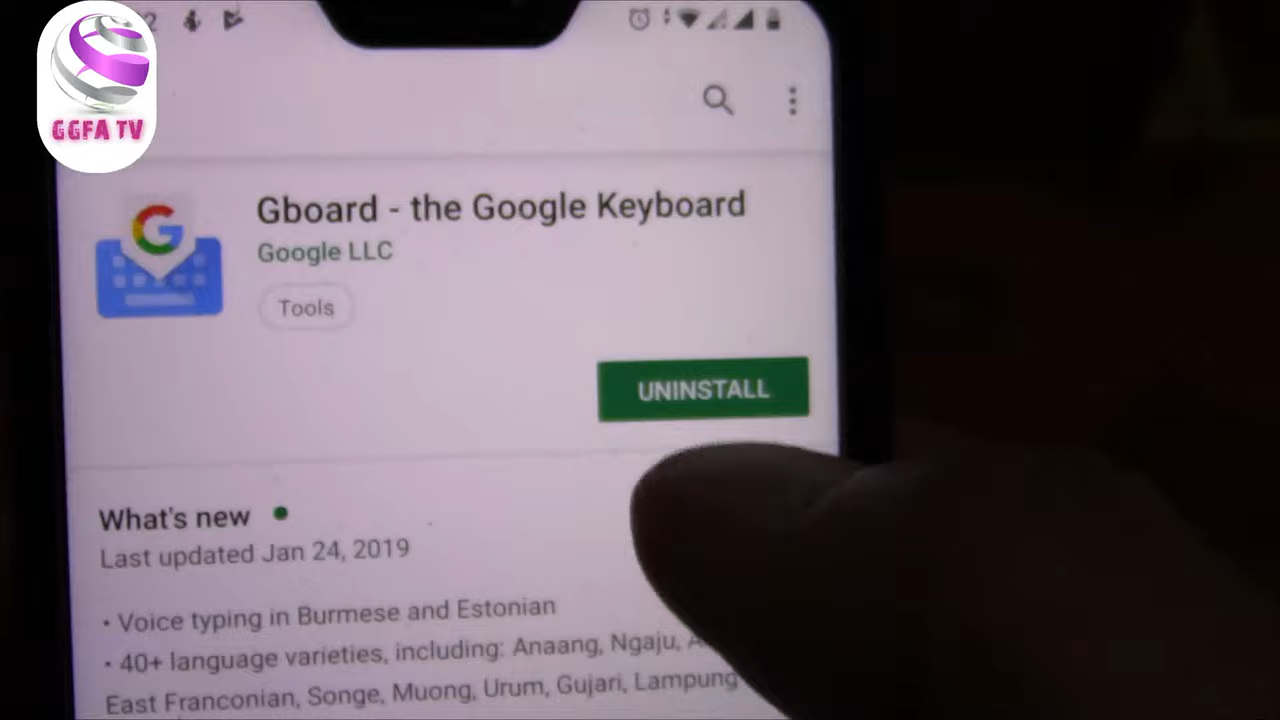 GGFA TV
Gboard - the Google Keyboard
Google LLC
Tools
UNINSTALL
What's new
Last updated Jan 24, 2019
• Voice typing in Burmese and Estonian
• 40+ language varieties, including: Anaang, Ngaju,
East Franconian, Songe, Muong, Urum, Gujari, Lampung